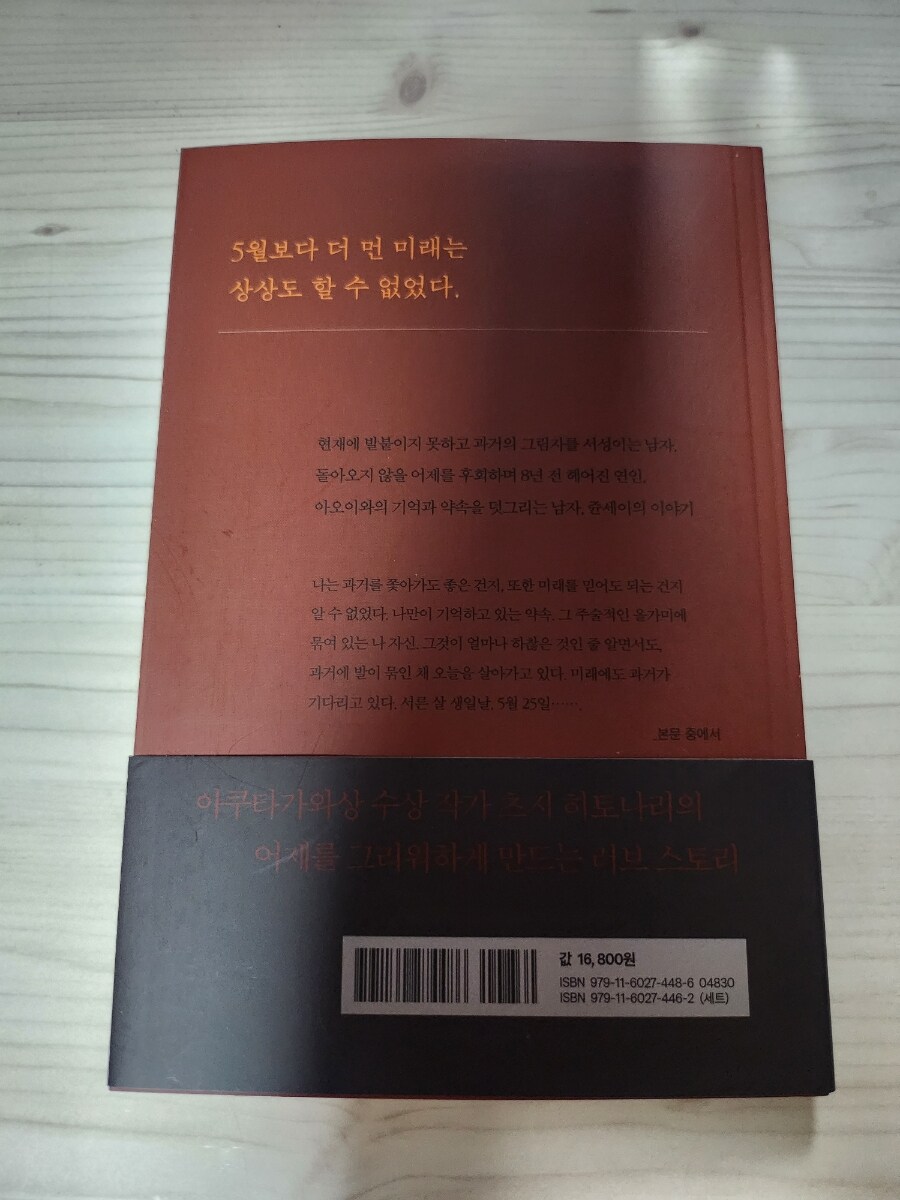 5월보다 더 먼 미래는
상상도 할 수 없었다.
현재에 발붙이지 못하고 과거의 그림자를 서성이는 남자.
돌아오지 않을 어제를 후회하며 8년 전 헤어진 연인,
아오이와의 기억과 약속을 덧그리는 남자, 쥰세이의 이야기
나는 과거를 쫓아가도 좋은 건지, 또한 미래를 믿어도 되는 건지
알 수 없었다. 나만이 기억하고 있는 약속. 그 주술적인 올가미에
묶여 있는 나 자신. 그것이 얼마나 하찮은 것인 줄 알면서도,
과거에 발이 묶인 채 오늘을 살아가고 있다. 미래에도 과거가
기다리고 있다. 서른 살 생일날, 5월 25일…….
_본문 중에서
아쿠타가와상 수상 작가 츠지 히토나리의
어제를 그리워하게 만드는 러브 스토리
값 16,800원
ISBN 979-11-6027-448-6 04830
ISBN 979-11-6027-446-2 (세트)